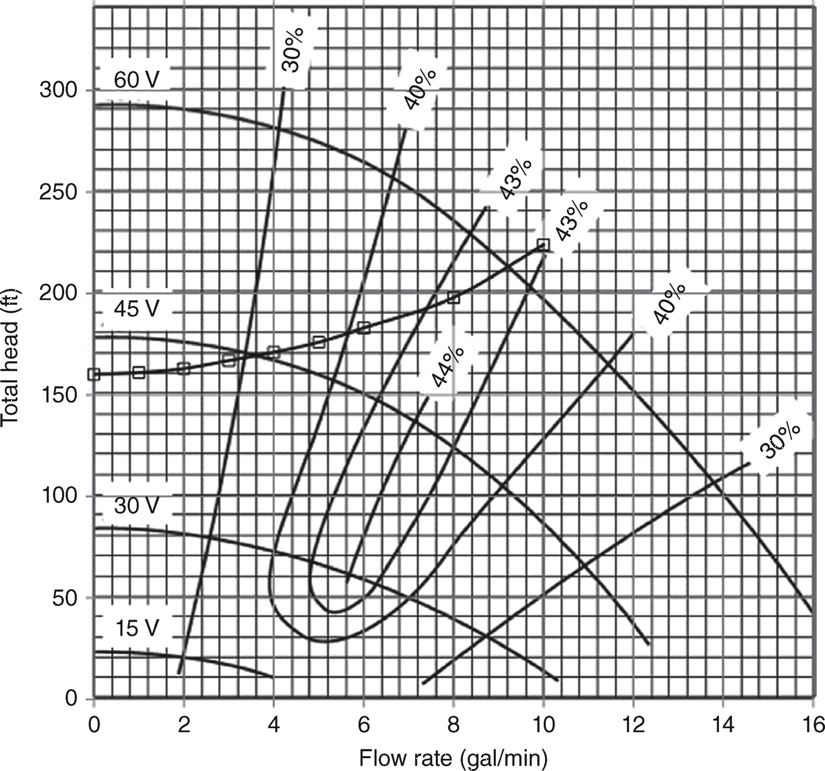 Total head (ft)
300
250
200
150
100
50
0
60 V
45 V
30 V
15 V
30%
40%
43%
43%
44%
40%
30%
0 2 4 6 8 10 12 14 16
Flow rate (gal/min)